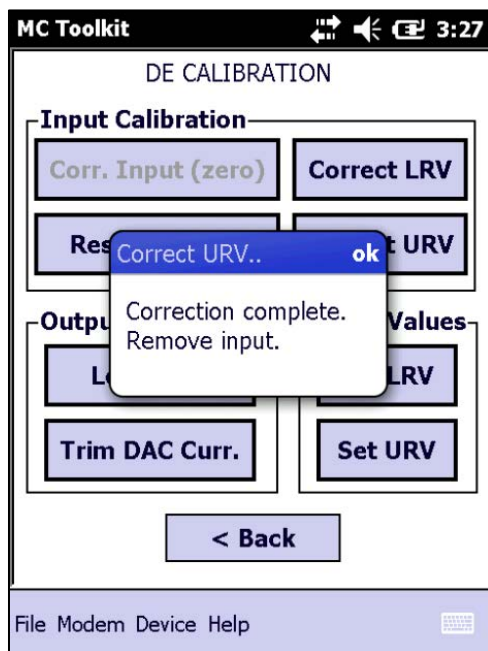 MC Toolkit 3:27
DE CALIBRATION
Input Calibration
Corr. Input (zero) Correct LRV
Res URV
Correct URV.. ok
Correction complete.
Remove input.
Outpu Values
L LRV
Trim DAC Curr. Set URV
< Back
File Modem Device Help